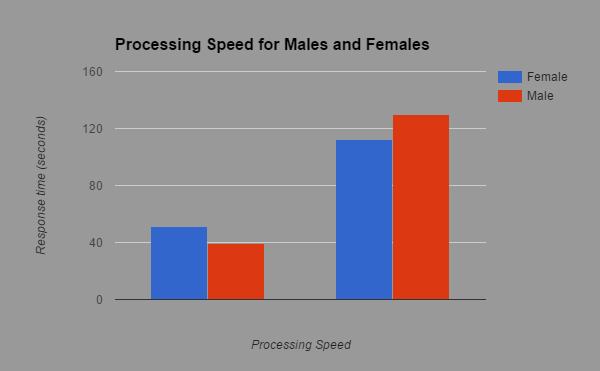 Processing Speed for Males and Females
160
120
80
40
0
Response time (seconds)
Processing Speed
Female
Male